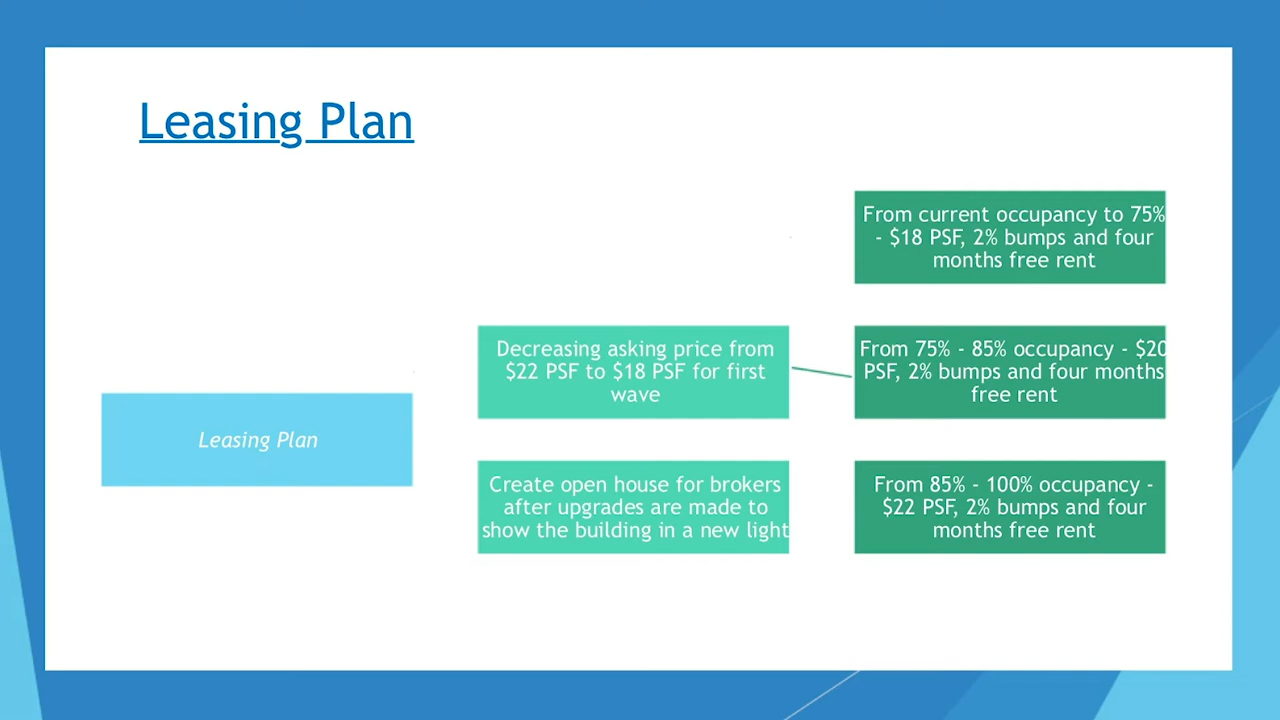 Leasing Plan
Leasing Plan
Decreasing asking price from
$22 PSF to $18 PSF for first
wave
Create open house for brokers
after upgrades are made to
show the building in a new light
From current occupancy to 75%
- $18 PSF, 2% bumps and four
months free rent
From 75% - 85% occupancy - $20
PSF, 2% bumps and four months
free rent
From 85% - 100% occupancy -
$22 PSF, 2% bumps and four
months free rent